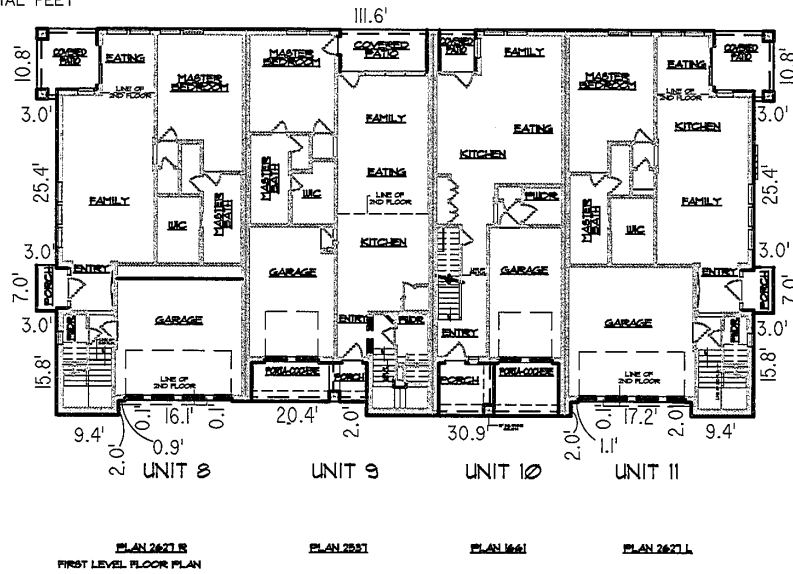 TAL FEET
111.6'
10.8'
COVERED PATIO
EATING
MASTER BEDROOM
MASTER BEDROOM
COVERED PATIO
COVERED PATIO
FAMILY
MASTER BEDROOM
EATING
COVERED PATIO
10.8'
LINE OF 2ND FLOOR
LINE OF 2ND FLOOR
3.0'
3.0'
FAMILY
EATING
KITCHEN
KITCHEN
25.4'
25.4'
FAMILY
WIC
MASTER BATH
MASTER BATH
WIC
EATING
LINE OF 2ND FLOOR
PWDR
MASTER BATH
WIC
FAMILY
KITCHEN
3.0'
3.0'
7.0'
7.0'
PORCH
ENTRY
GARAGE
GARAGE
ENTRY
PORCH
3.0'
3.0'
PWDR
GARAGE
ENTRY
PWDR
ENTRY
GARAGE
PWDR
15.8'
15.8'
LINE OF 2ND FLOOR
PORTA-COCHERE
PORCH
PORCH
PORTA-COCHERE
LINE OF 2ND FLOOR
9.4'
2.0'
0.1'
16.1'
0.1'
0.9'
20.4'
2.0'
30.9'
2.0'
0.1'
17.2'
2.0'
1.1'
9.4'
UNIT 8
UNIT 9
UNIT 10
UNIT 11
PLAN 2627 R
PLAN 2537
PLAN 1661
PLAN 2627 L
FIRST LEVEL FLOOR PLAN